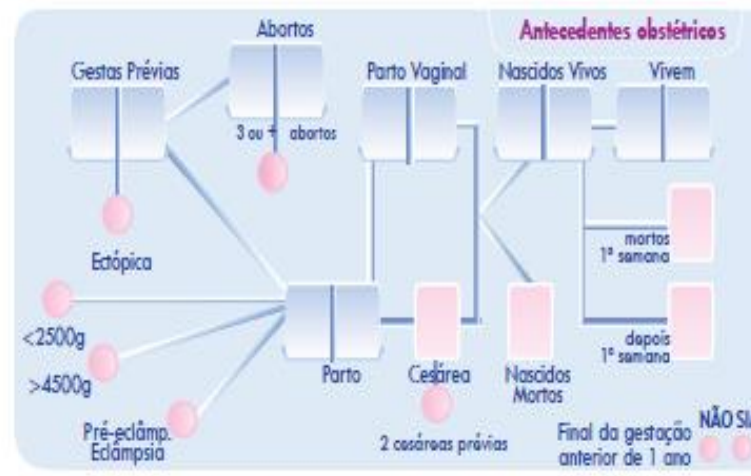 Antecedentes obstétricos
Abortos
Gestas Prévias
Parto Vaginal
Nascidos Vivos
Vivem
3 ou + abortos
Ectópica
mortos
1ª semana
<2500g
>4500g
Parto
Cesárea
Nascidos
Mortos
depois
1ª semana
Pré-eclâmp.
Eclâmpsia
2 cesáreas prévias
Final da gestação
anterior de 1 ano
NÃO SI